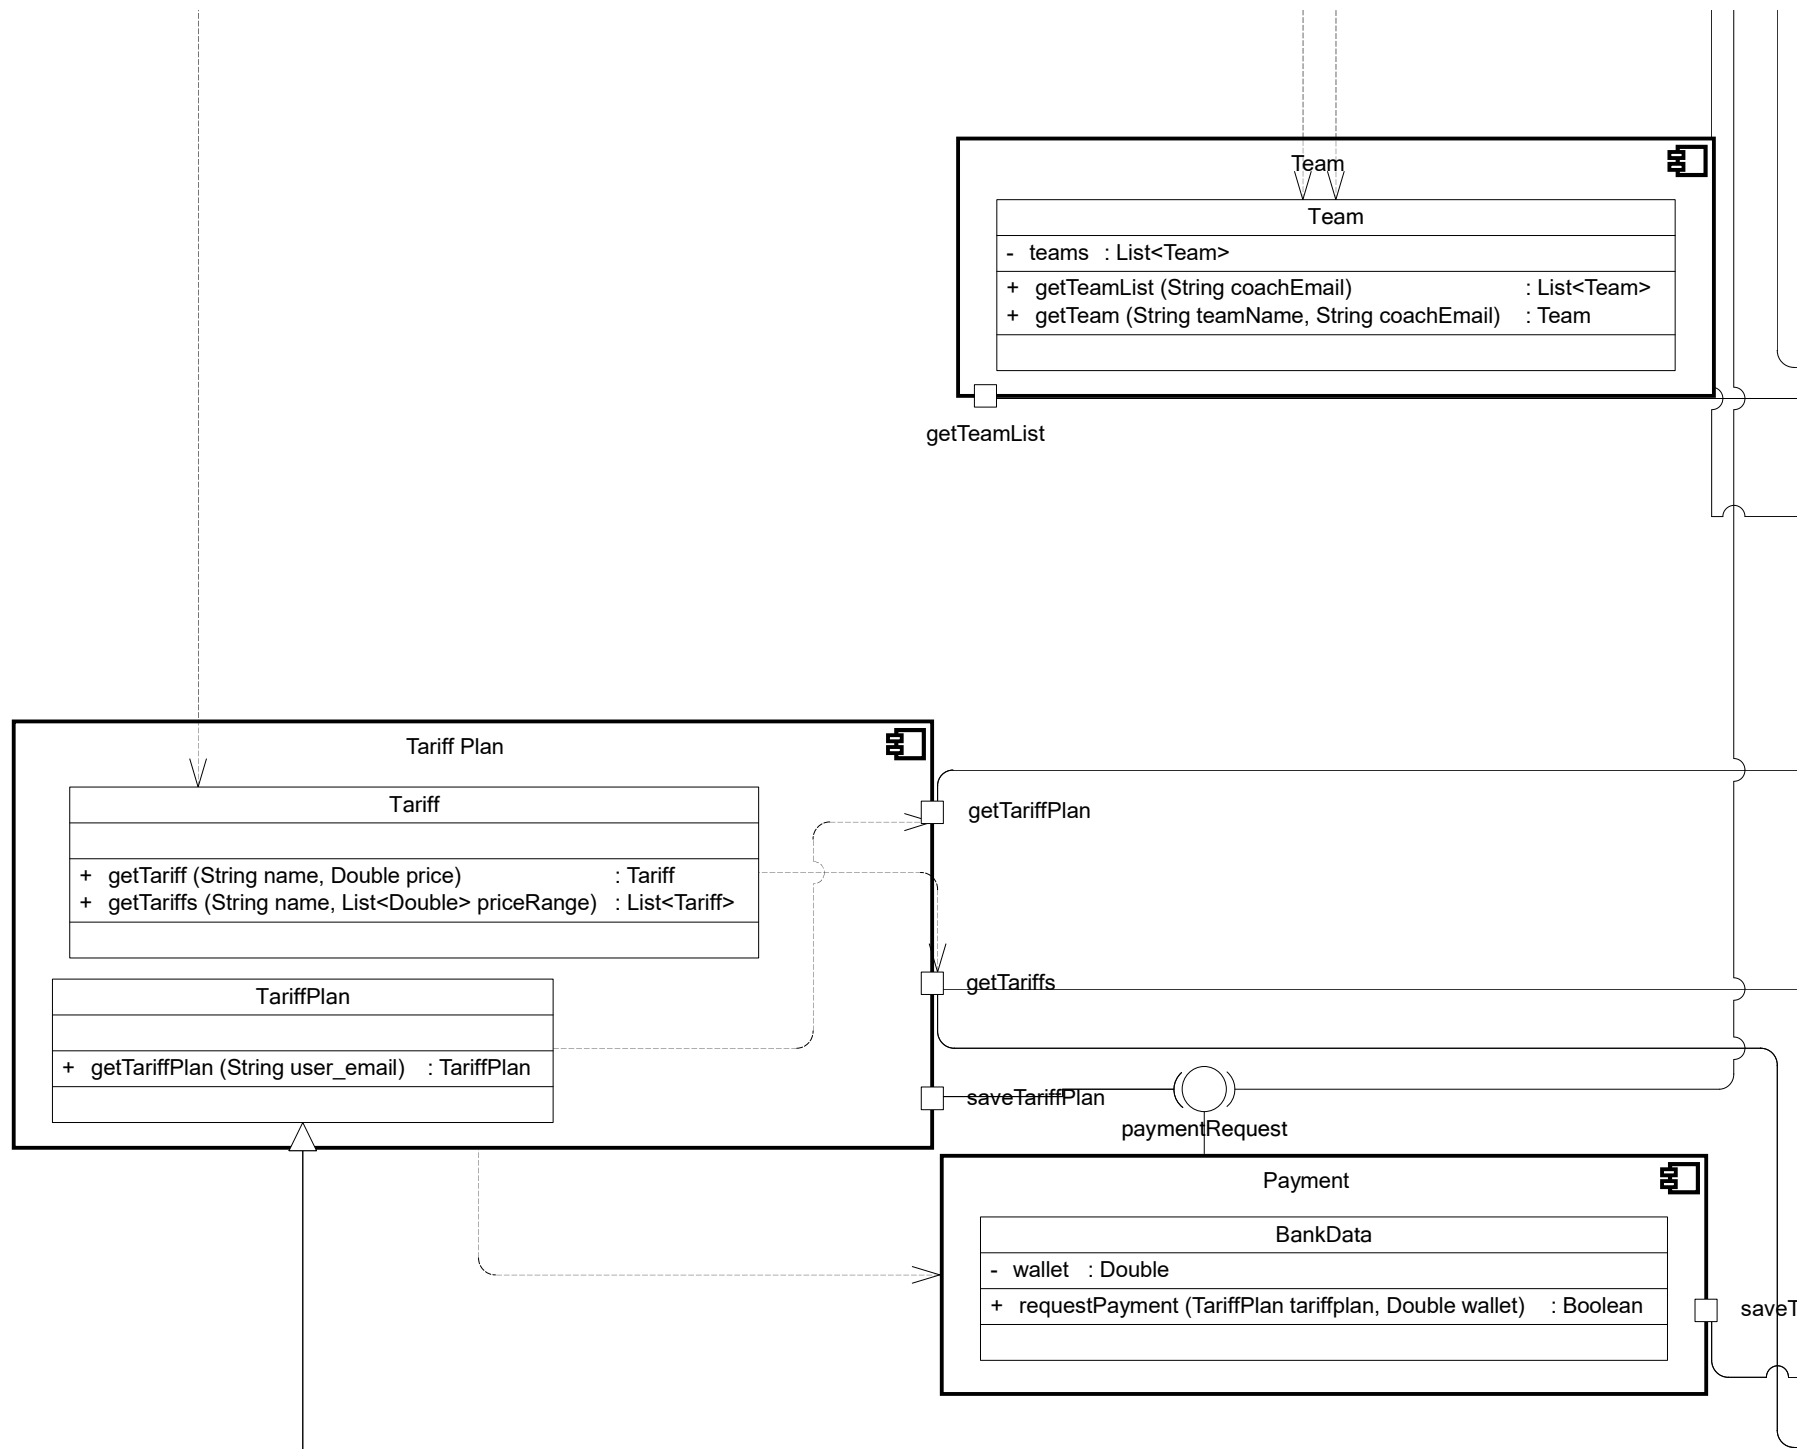 Team
Team
- teams : List<Team>
+ getTeamList (String coachEmail) : List<Team>
+ getTeam (String teamName, String coachEmail) : Team
getTeamList
Tariff Plan
Tariff
+ getTariff (String name, Double price) : Tariff
+ getTariffs (String name, List<Double> priceRange) : List<Tariff>
getTariffPlan
getTariffs
TariffPlan
+ getTariffPlan (String user_email) : TariffPlan
saveTariffPlan
paymentRequest
Payment
BankData
- wallet : Double
+ requestPayment (TariffPlan tariffplan, Double wallet) : Boolean
saveT